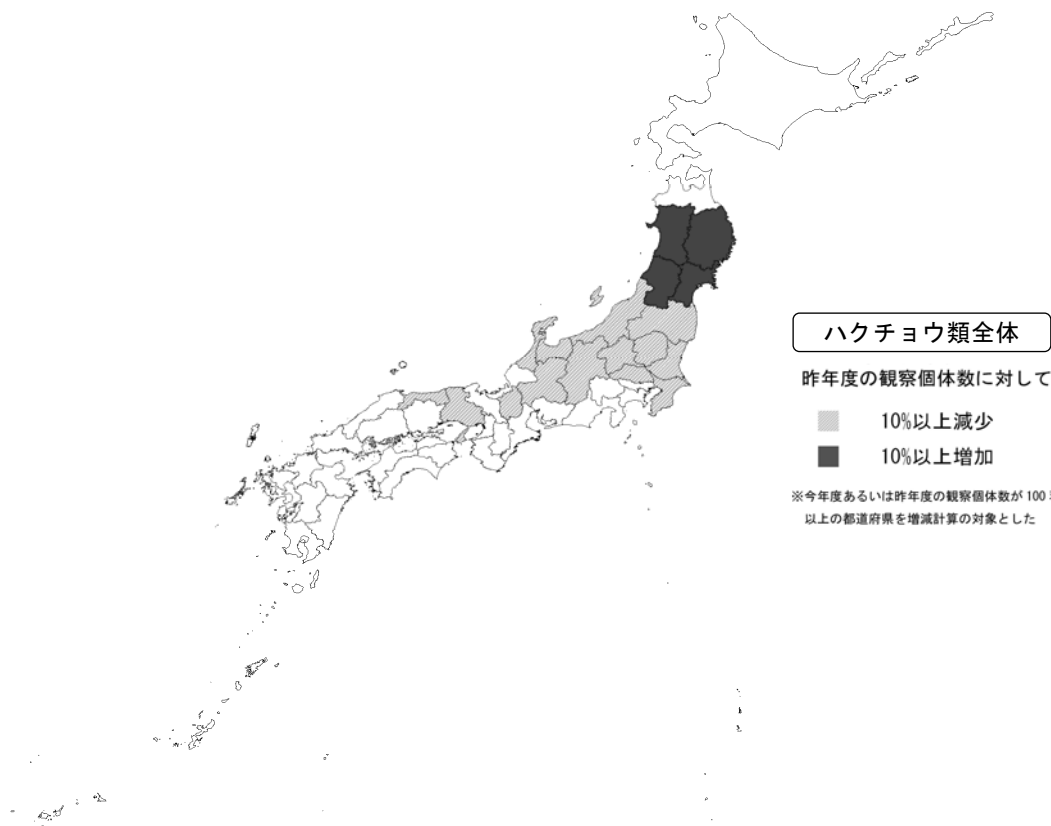 ハクチョウ類全体
昨年度の観察個体数に対して
10%以上減少
10%以上増加
※今年度あるいは昨年度の観察個体数が100
以上の都道府県を増減計算の対象とした